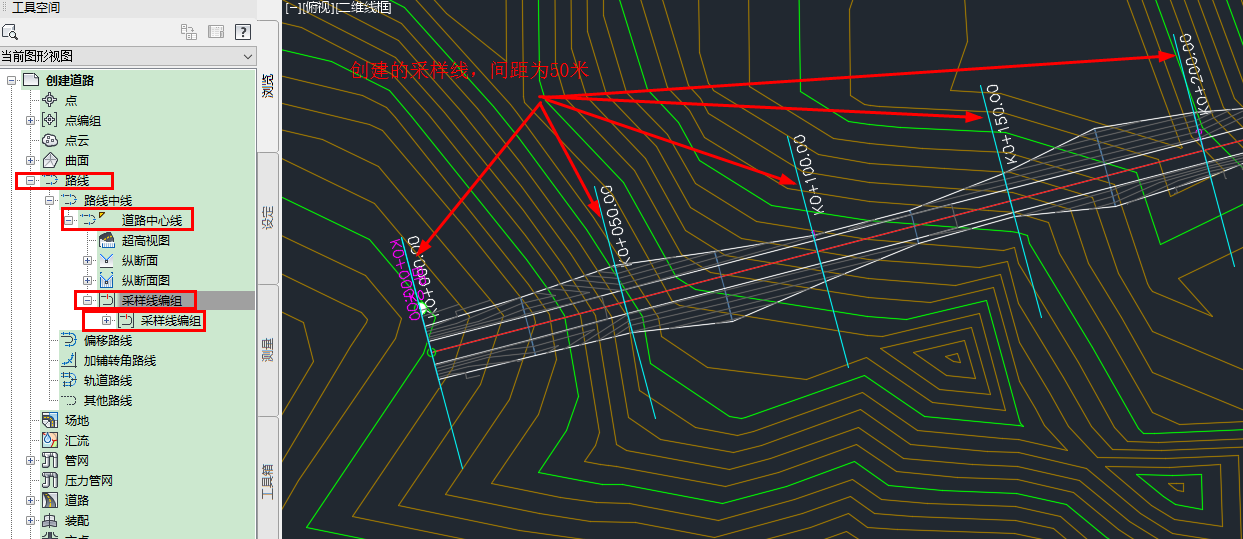 工具空间
当前图形视图
创建道路
点
点编组
点云
曲面
路线
路线中线
道路中心线
超高视图
纵断面
纵断面图
采样线编组
采样线编组
偏移路线
加铺转角路线
轨道路线
其他路线
场地
汇流
管网
压力管网
道路
装配
浏览
设定
测量
工具箱
[−][俯视][二维线框]
创建的采样线，间距为50米
K0+000.00
K0+050.00
K0+100.00
K0+150.00
K0+200.00